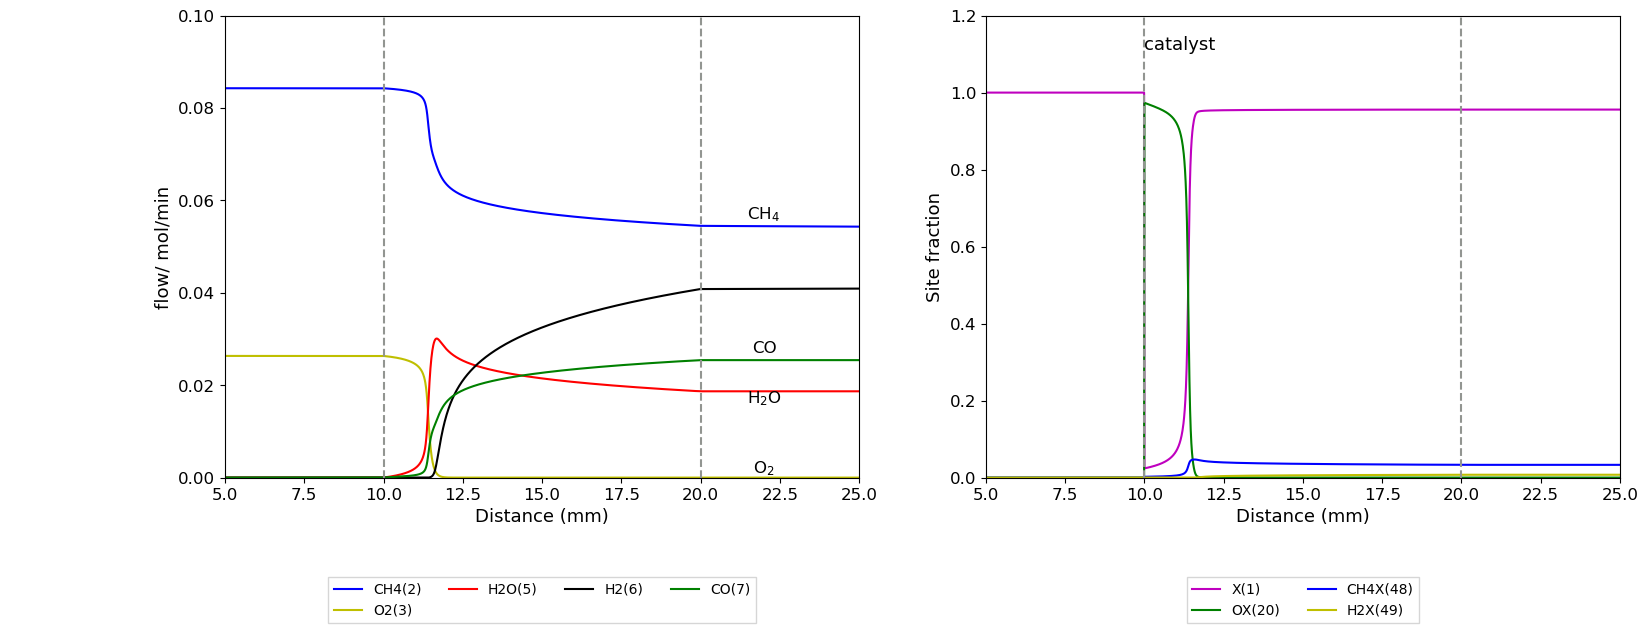 0.10
0.08
0.06
0.04
0.02
0.00
flow/ mol/min
CH₄
CO
H₂O
O₂
5.0 7.5 10.0 12.5 15.0 17.5 20.0 22.5 25.0
Distance (mm)
CH4(2) H2O(5) H2(6) CO(7)
O2(3)
1.2
1.0
0.8
0.6
0.4
0.2
0.0
Site fraction
catalyst
5.0 7.5 10.0 12.5 15.0 17.5 20.0 22.5 25.0
Distance (mm)
X(1) CH4X(48)
OX(20) H2X(49)